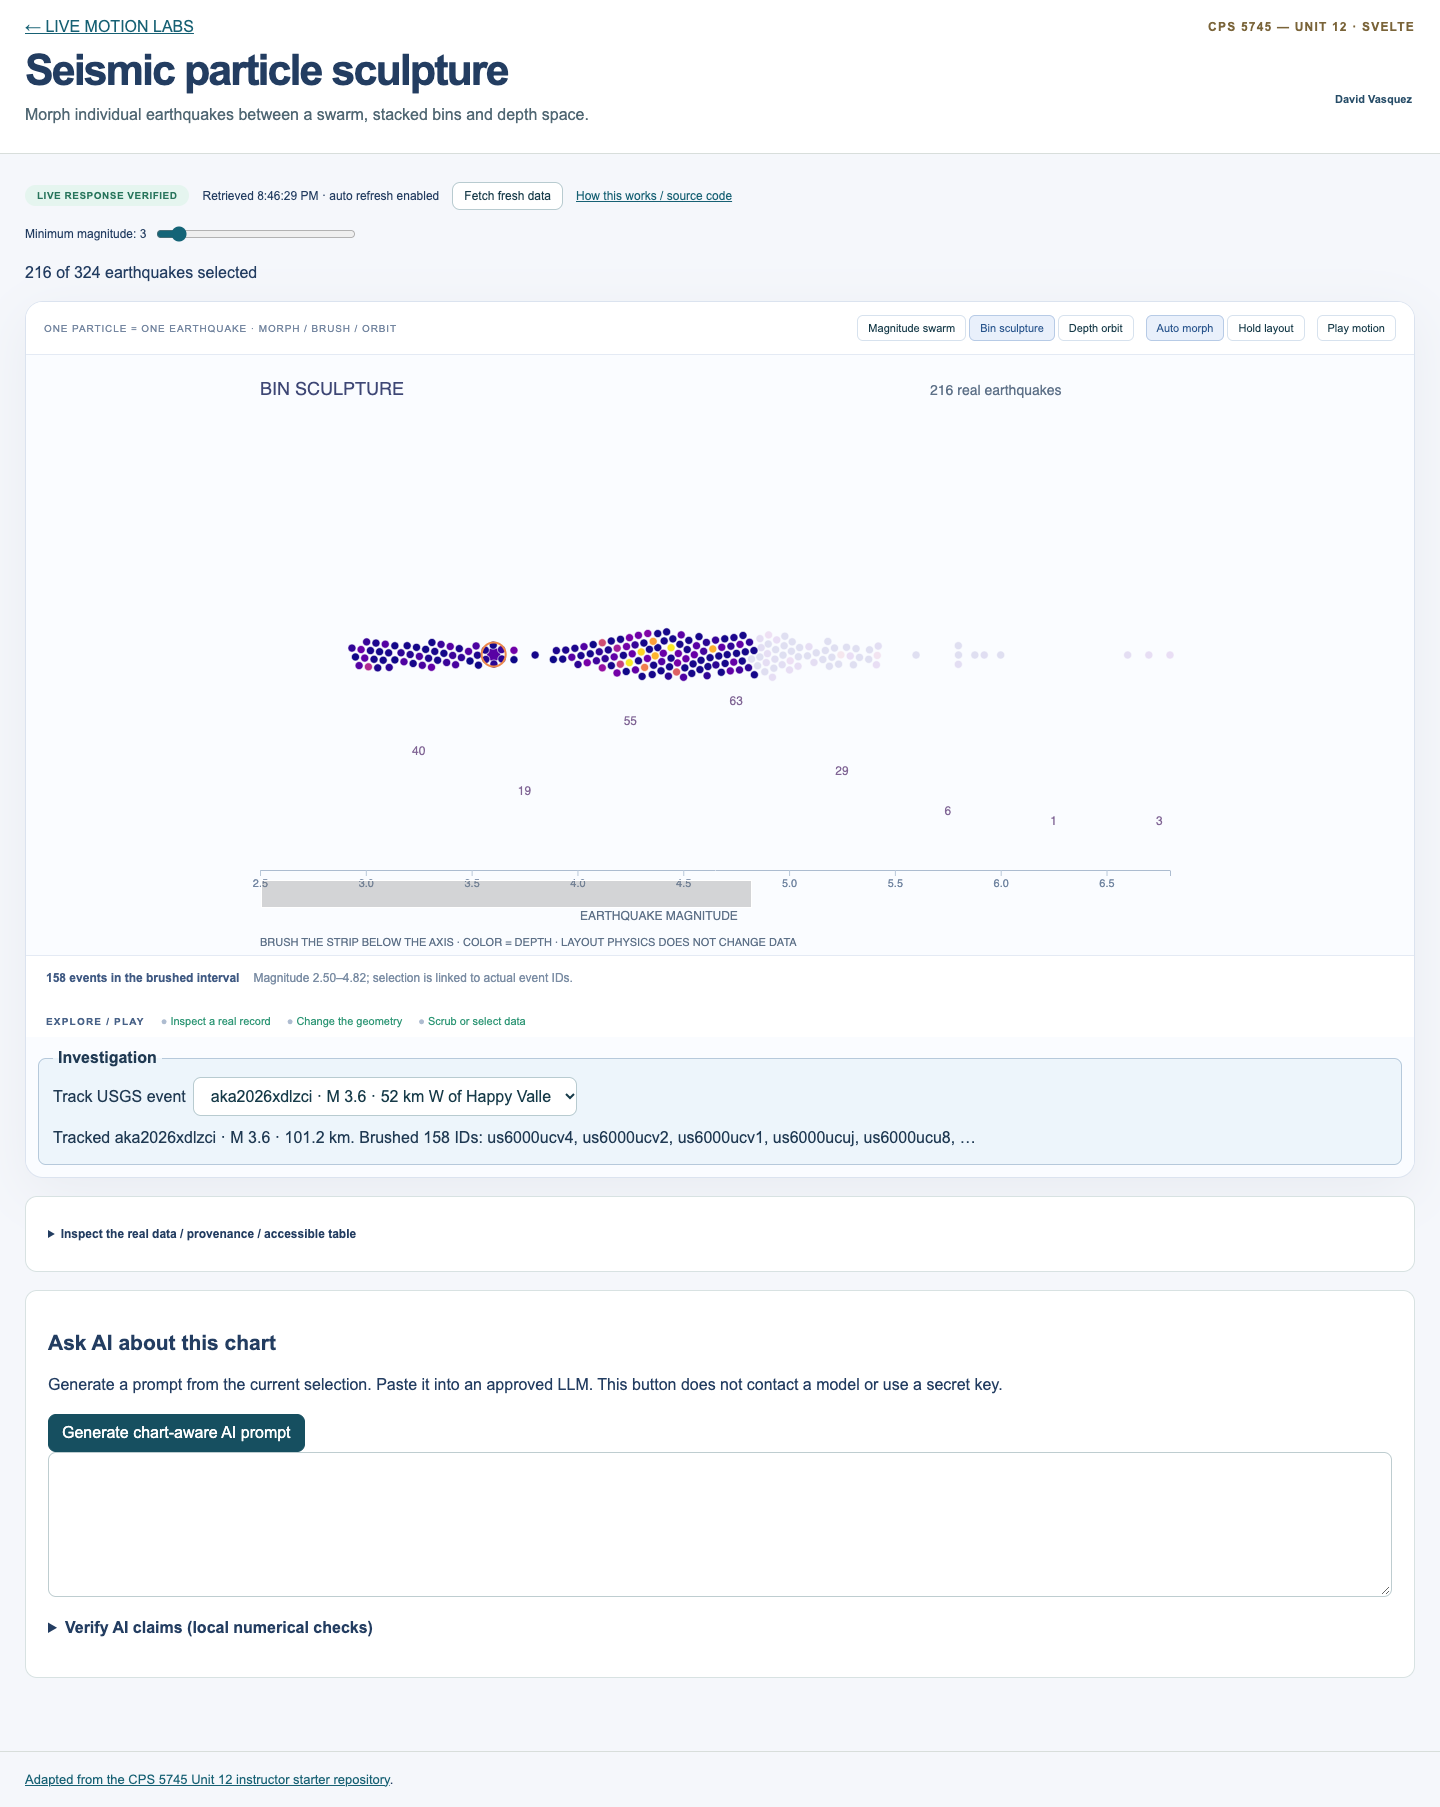 ← LIVE MOTION LABS
CPS 5745 — UNIT 12 · SVELTE
Seismic particle sculpture
David Vasquez
Morph individual earthquakes between a swarm, stacked bins and depth space.
LIVE RESPONSE VERIFIED
Retrieved 8:46:29 PM · auto refresh enabled
Fetch fresh data
How this works / source code
Minimum magnitude: 3
216 of 324 earthquakes selected
ONE PARTICLE = ONE EARTHQUAKE · MORPH / BRUSH / ORBIT
Magnitude swarm
Bin sculpture
Depth orbit
Auto morph
Hold layout
Play motion
BIN SCULPTURE
216 real earthquakes
63
55
40
29
19
6
1
3
2.5 3.0 3.5 4.0 4.5 5.0 5.5 6.0 6.5
EARTHQUAKE MAGNITUDE
BRUSH THE STRIP BELOW THE AXIS · COLOR = DEPTH · LAYOUT PHYSICS DOES NOT CHANGE DATA
158 events in the brushed interval
Magnitude 2.50–4.82; selection is linked to actual event IDs.
EXPLORE / PLAY
● Inspect a real record
● Change the geometry
● Scrub or select data
Investigation
Track USGS event
aka2026xdlzci · M 3.6 · 52 km W of Happy Valle
Tracked aka2026xdlzci · M 3.6 · 101.2 km. Brushed 158 IDs: us6000ucv4, us6000ucv2, us6000ucv1, us6000ucuj, us6000ucu8, …
▶ Inspect the real data / provenance / accessible table
Ask AI about this chart
Generate a prompt from the current selection. Paste it into an approved LLM. This button does not contact a model or use a secret key.
Generate chart-aware AI prompt
▶ Verify AI claims (local numerical checks)
Adapted from the CPS 5745 Unit 12 instructor starter repository.